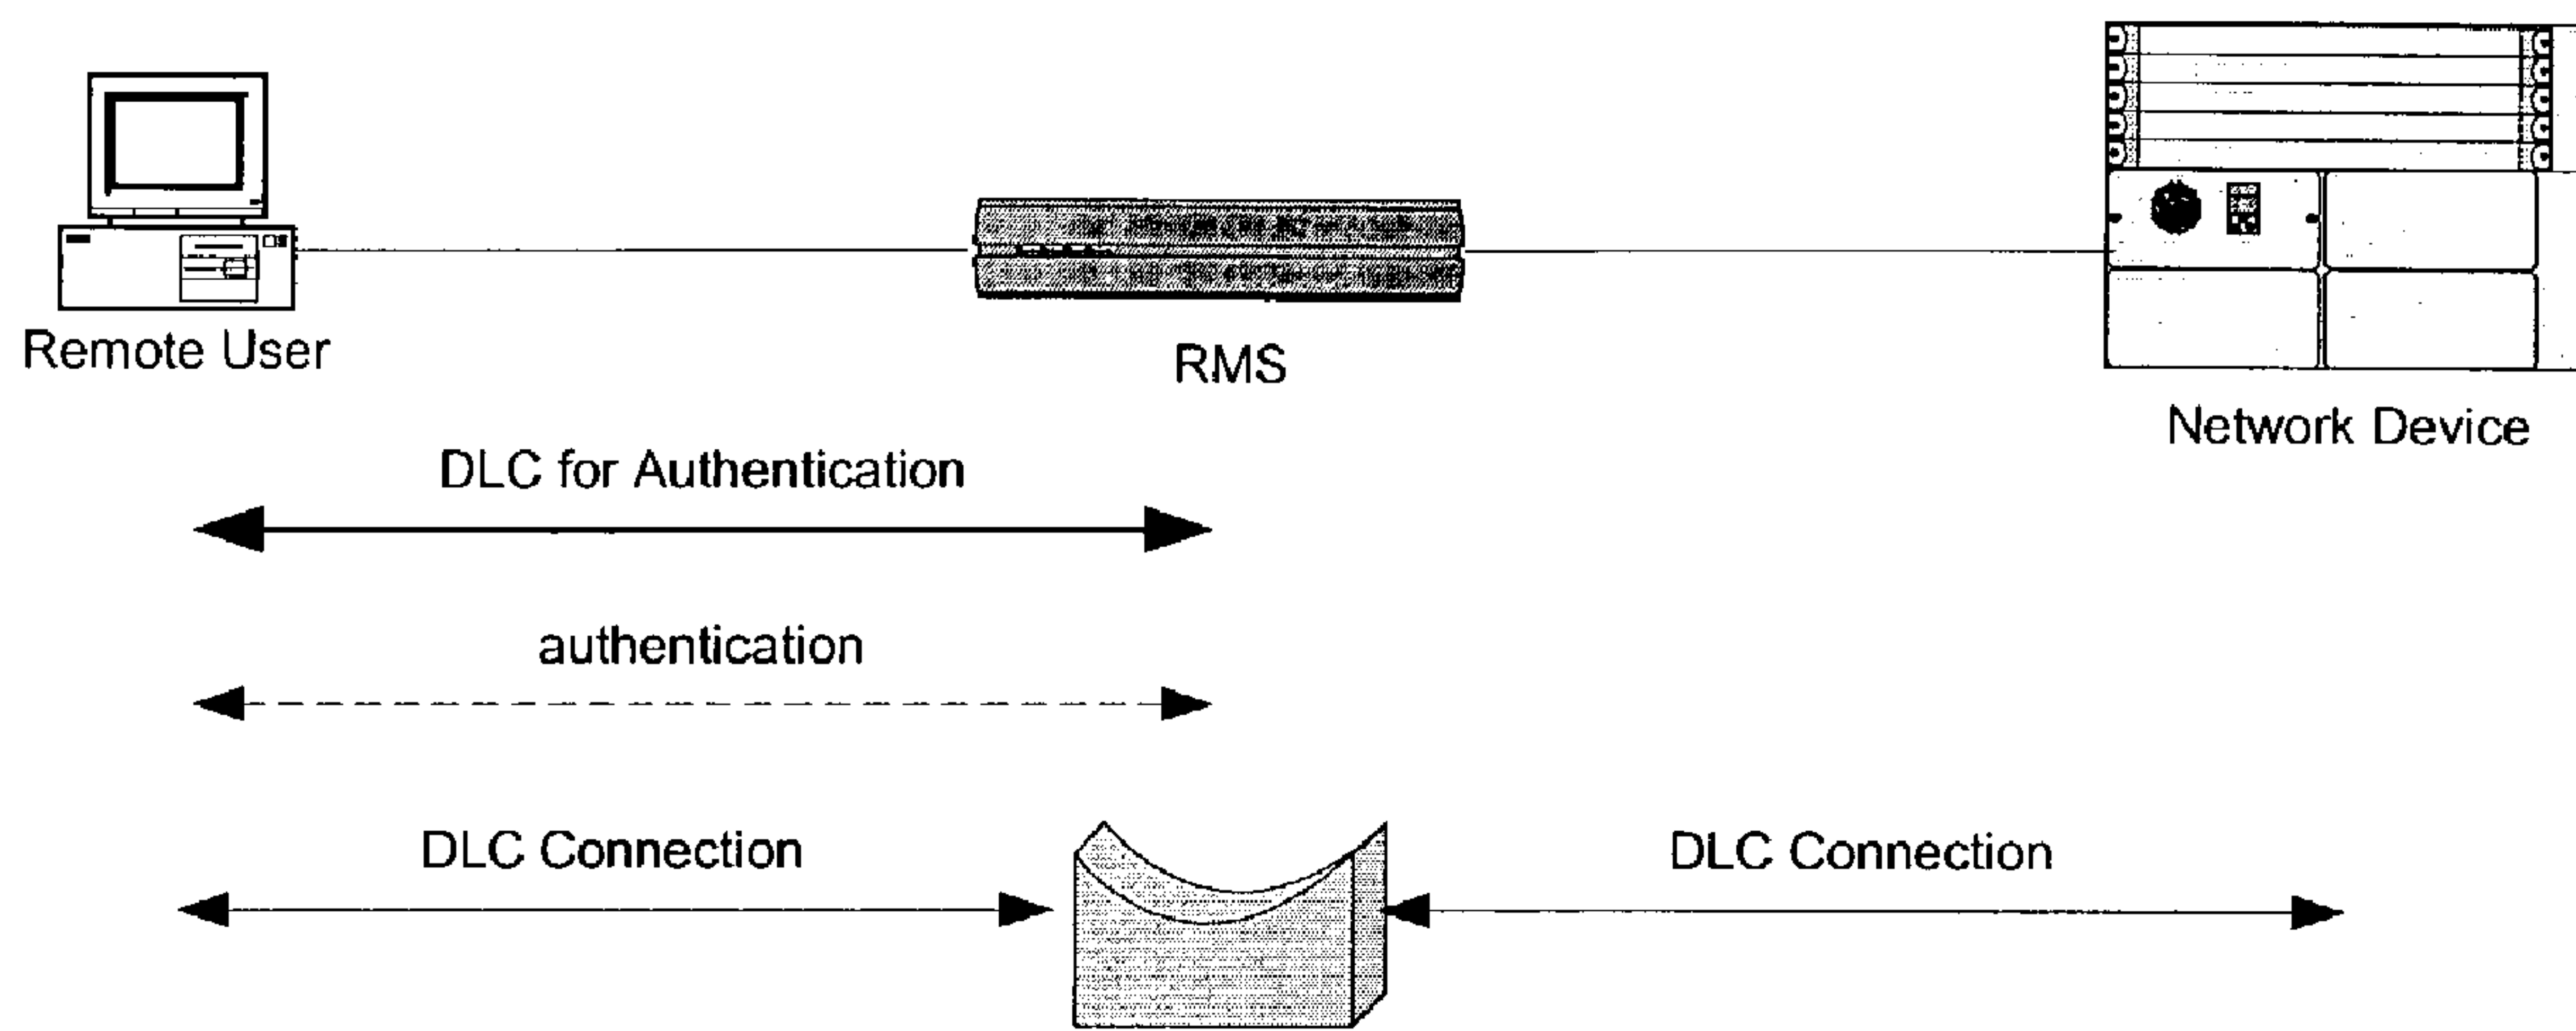 Remote User
RMS
Network Device
DLC for Authentication
authentication
DLC Connection
DLC Connection